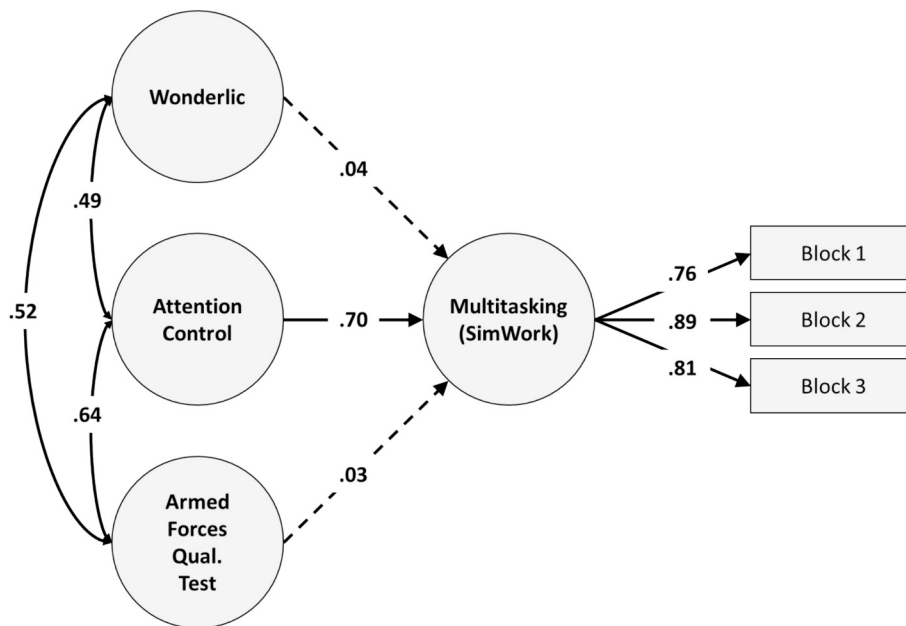 Wonderlic
.04
.49
Block 1
.76
.52
Attention
Control
.70
Multitasking
(SimWork)
.89
Block 2
.81
Block 3
.64
.03
Armed
Forces
Qual.
Test